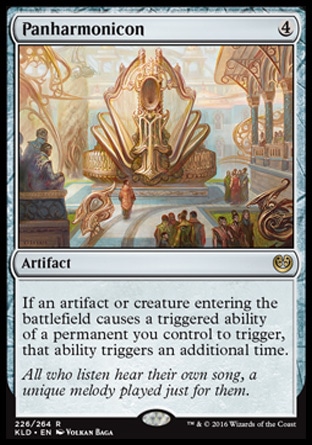 Panharmonicon 4
Artifact
If an artifact or creature entering the
battlefield causes a triggered ability
of a permanent you control to trigger,
that ability triggers an additional time.
All who listen hear their own song, a
unique melody played just for them.
226/264 R
KLD • EN Volkan Baga
™ & © 2016 Wizards of the Coast